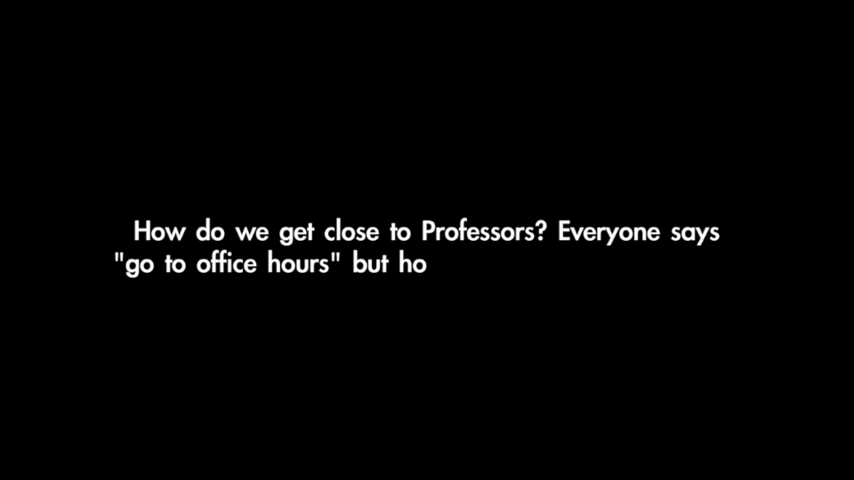 How do we get close to Professors? Everyone says
"go to office hours" but ho